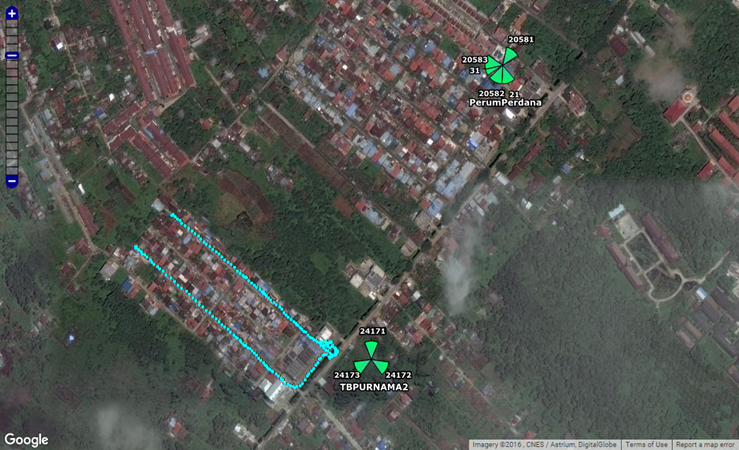 20581
20583
31
20582 21
PerumPerdana
24171
24173 24172
TBPURNAMA2
Google
Imagery ©2016 , CNES / Astrium, DigitalGlobe Terms of Use Report a map error